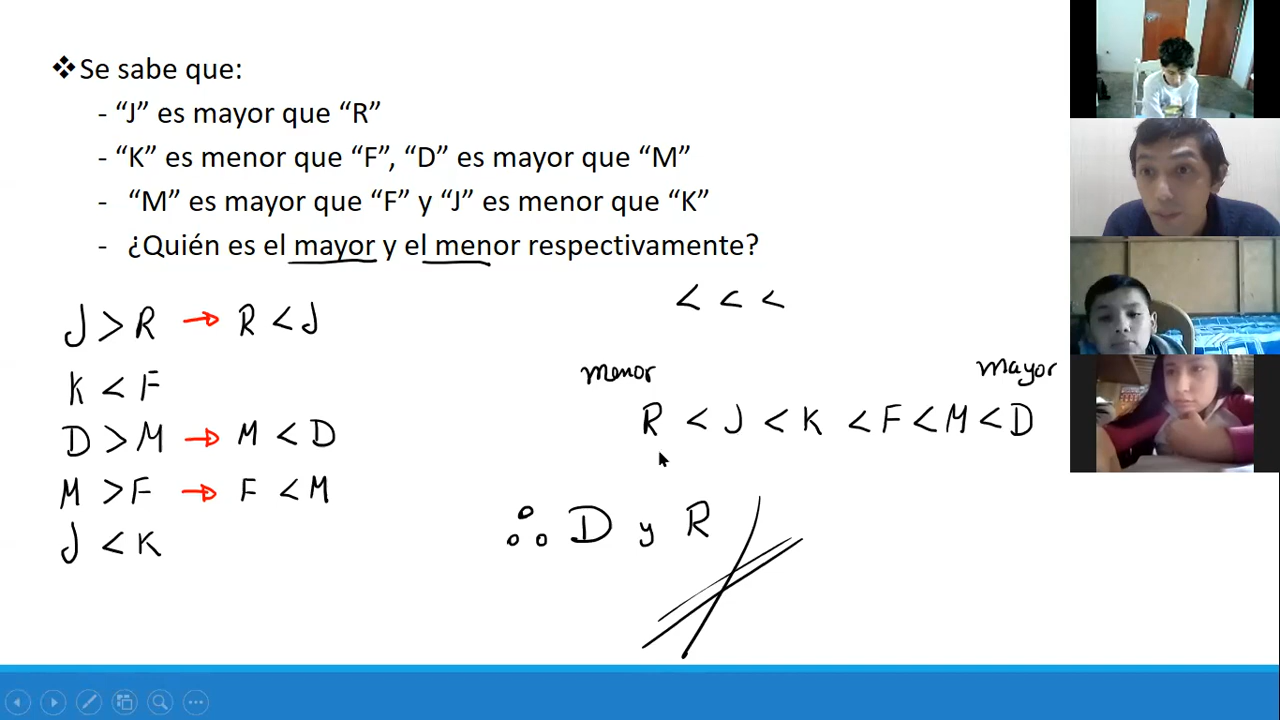 Se sabe que:
- “J” es mayor que “R”
- “K” es menor que “F”, “D” es mayor que “M”
- “M” es mayor que “F” y “J” es menor que “K”
- ¿Quién es el mayor y el menor respectivamente?
J > R → R < J
K < F
D > M → M < D
M > F → F < M
J < K
< < <
menor mayor
R < J < K < F < M < D
∴ D y R